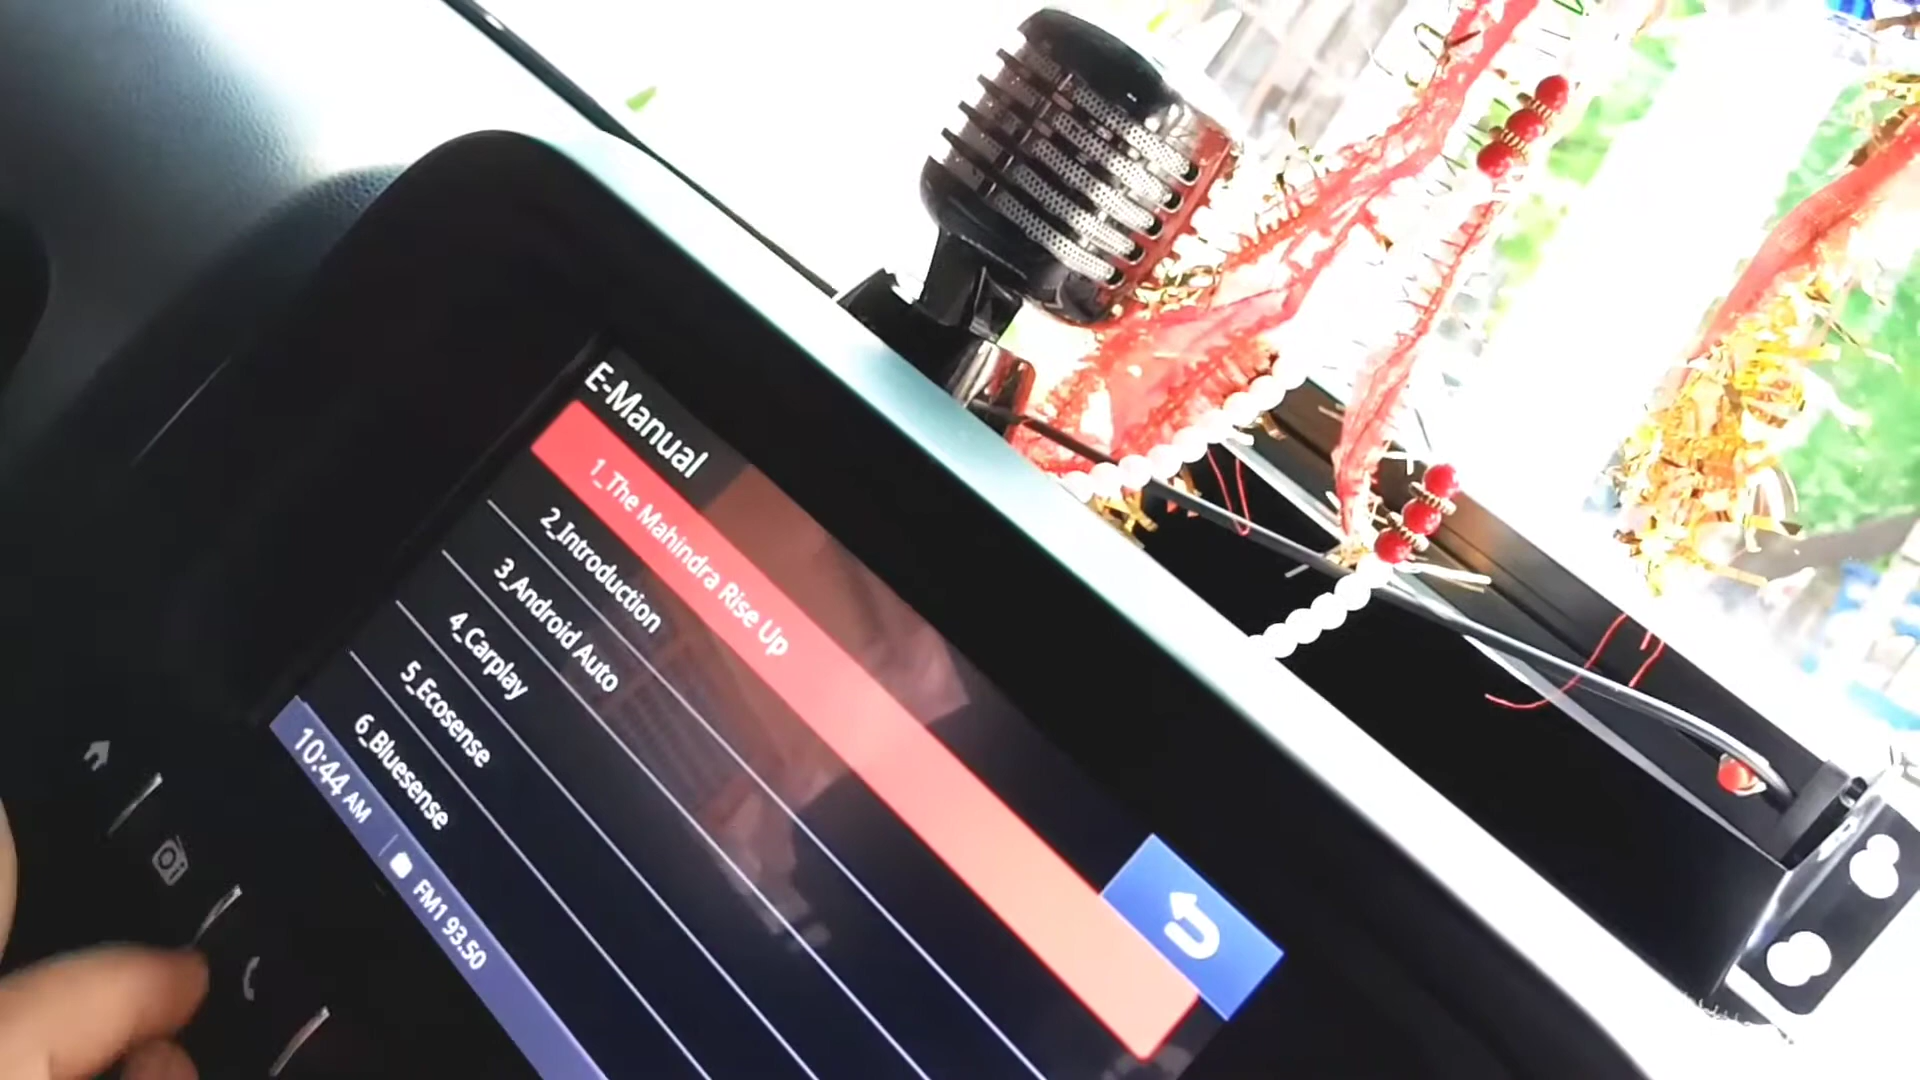 E-Manual
1_The Mahindra Rise Up
2_Introduction
3_Android Auto
4_Carplay
5_Ecosense
6_Bluesense
10:44 AM
FM1 93.50